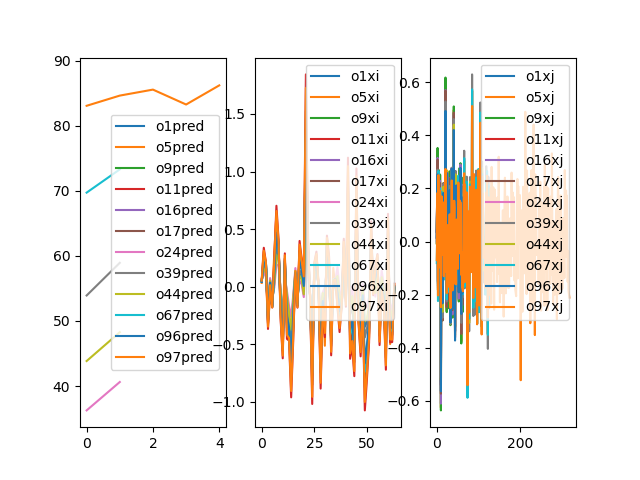 90
80
70
60
50
40
0
2
4
o1pred
o5pred
o9pred
o11pred
o16pred
o17pred
o24pred
o39pred
o44pred
o67pred
o96pred
o97pred
1.5
1.0
0.5
0.0
−0.5
−1.0
0
25
50
o1xi
o5xi
o9xi
o11xi
o16xi
o17xi
o24xi
o39xi
o44xi
o67xi
o96xi
o97xi
0.6
0.4
0.2
0.0
−0.2
−0.4
−0.6
0
200
o1xj
o5xj
o9xj
o11xj
o16xj
o17xj
o24xj
o39xj
o44xj
o67xj
o96xj
o97xj